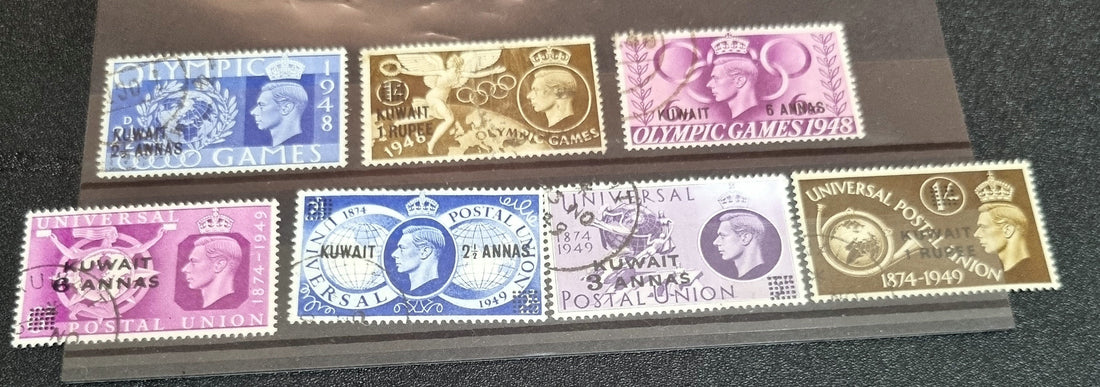 OLYMPIC
1948
KUWAIT
2½ ANNAS
GAMES
KUWAIT
1 RUPEE
1948
OLYMPIC GAMES
KUWAIT 6 ANNAS
OLYMPIC GAMES 1948
UNIVERSAL
KUWAIT
6 ANNAS
1874-1949
POSTAL UNION
1874 POSTAL UNION
KUWAIT 2½ ANNAS
UNIVERSAL 1949
UNIVERSAL
1874
1949
KUWAIT
3 ANNAS
POSTAL UNION
UNIVERSAL POSTAL UNION
KUWAIT
1 RUPEE
1874-1949